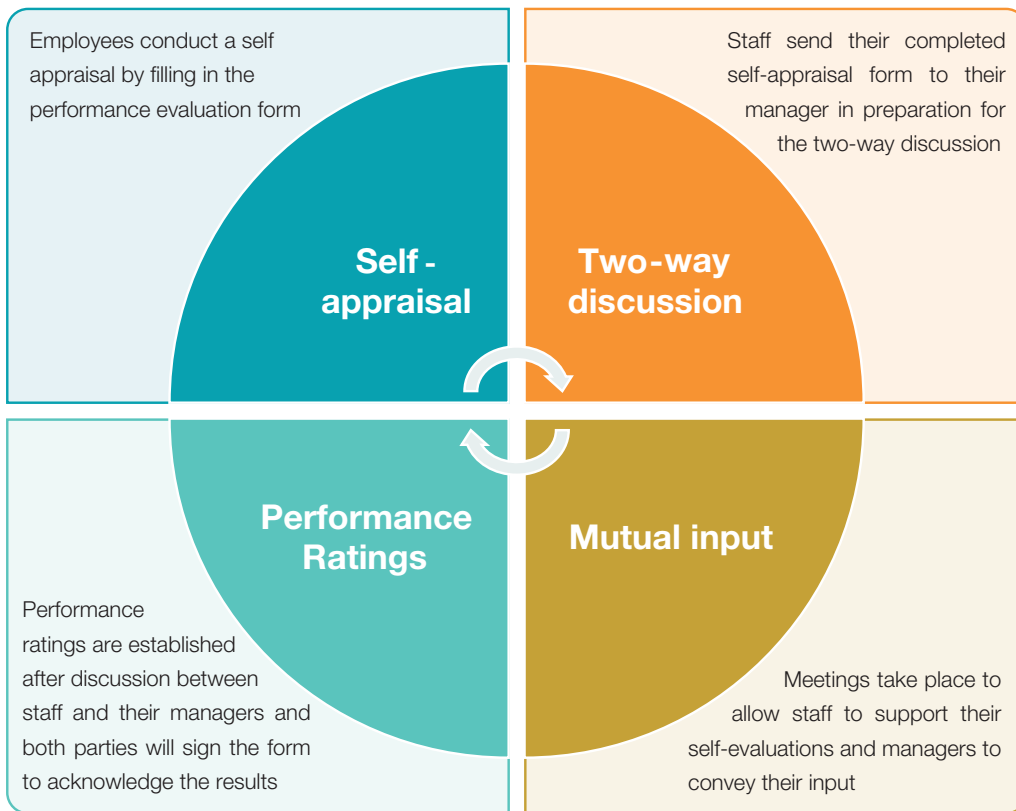 Employees conduct a self
appraisal by filling in the
performance evaluation form
Self -
appraisal
Staff send their completed
self-appraisal form to their
manager in preparation for
the two-way discussion
Two-way
discussion
Performance
Ratings
Performance
ratings are established
after discussion between
staff and their managers and
both parties will sign the form
to acknowledge the results
Mutual input
Meetings take place to
allow staff to support their
self-evaluations and managers to
convey their input